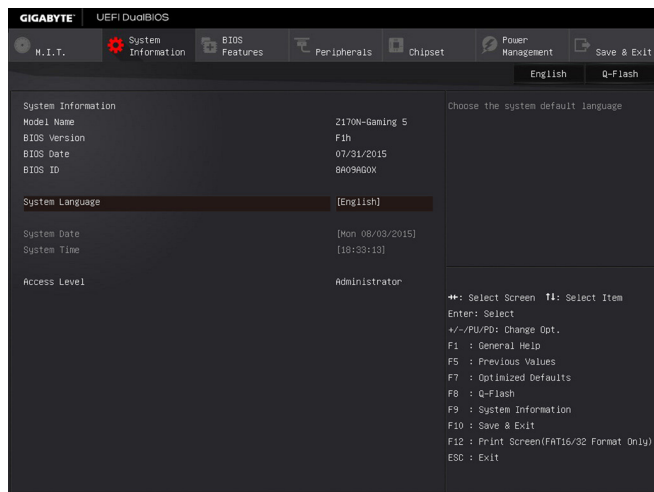 GIGABYTE™ UEFI DualBIOS
M.I.T. System Information BIOS Features Peripherals Chipset Power Management Save & Exit
English Q-Flash
System Information
Model Name Z170N-Gaming 5
BIOS Version F1h
BIOS Date 07/31/2015
BIOS ID 8A09AG0X
System Language [English]
System Date [Mon 08/03/2015]
System Time [18:33:13]
Access Level Administrator
Choose the system default language
→←: Select Screen ↑↓: Select Item
Enter: Select
+/-/PU/PD: Change Opt.
F1 : General Help
F5 : Previous Values
F7 : Optimized Defaults
F8 : Q-Flash
F9 : System Information
F10 : Save & Exit
F12 : Print Screen(FAT16/32 Format Only)
ESC : Exit